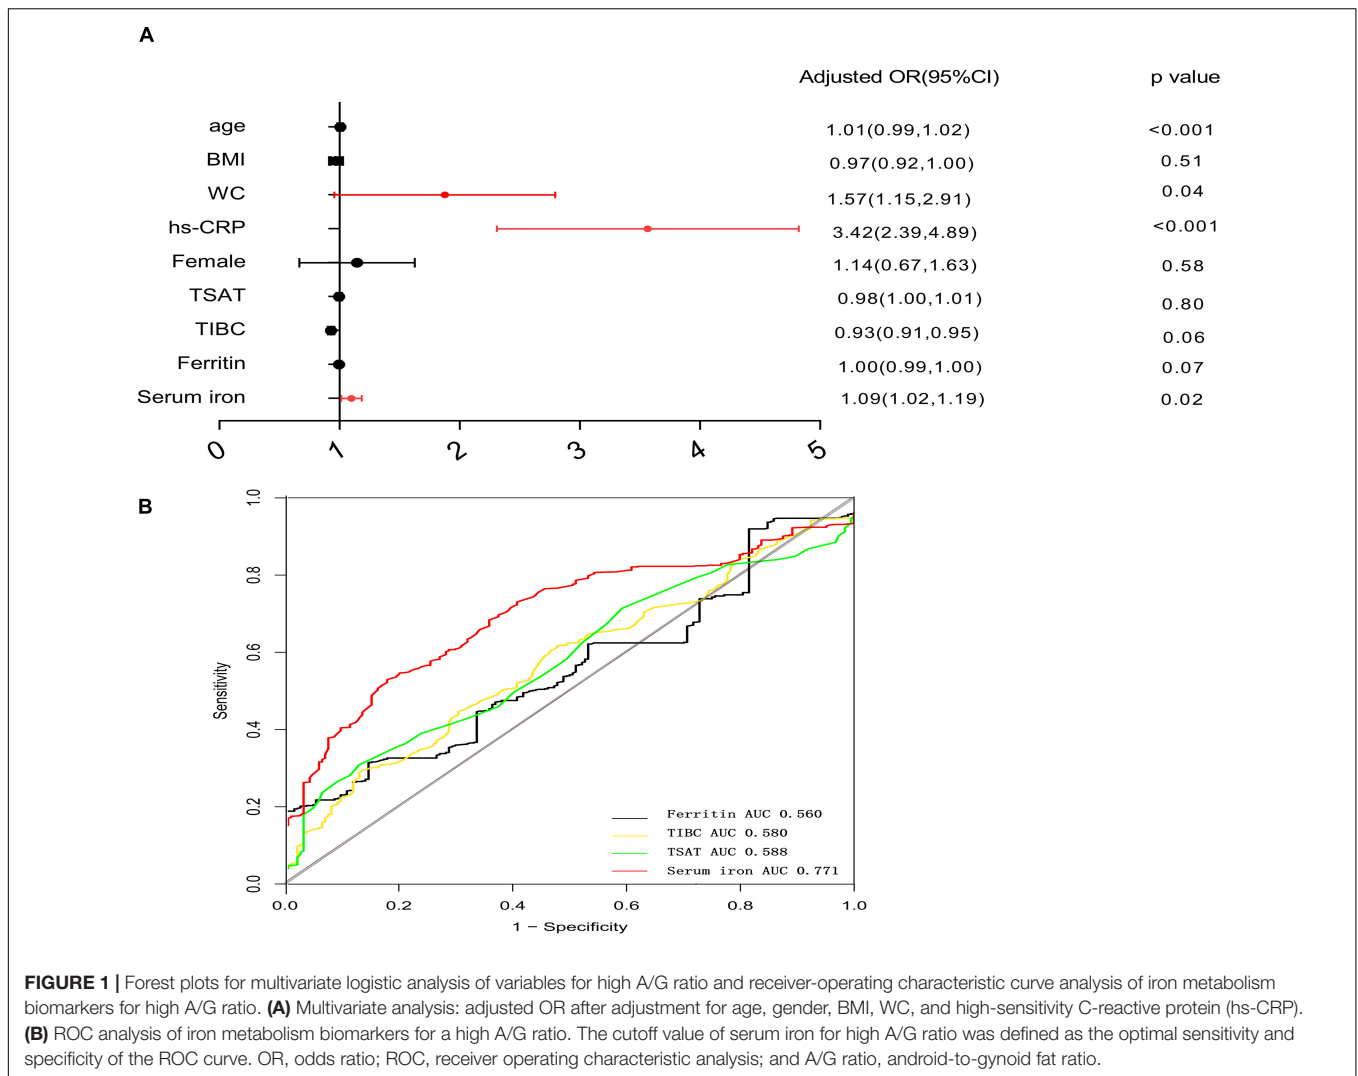 A
Adjusted OR(95%CI) p value
age 1.01(0.99,1.02) <0.001
BMI 0.97(0.92,1.00) 0.51
WC 1.57(1.15,2.91) 0.04
hs-CRP 3.42(2.39,4.89) <0.001
Female 1.14(0.67,1.63) 0.58
TSAT 0.98(1.00,1.01) 0.80
TIBC 0.93(0.91,0.95) 0.06
Ferritin 1.00(0.99,1.00) 0.07
Serum iron 1.09(1.02,1.19) 0.02
0 1 2 3 4 5
B
1.0
0.8
0.6
0.4
0.2
0.0
Sensitivity
Ferritin AUC 0.560
TIBC AUC 0.580
TSAT AUC 0.588
Serum iron AUC 0.771
0.0 0.2 0.4 0.6 0.8 1.0
1 − Specificity
FIGURE 1 | Forest plots for multivariate logistic analysis of variables for high A/G ratio and receiver-operating characteristic curve analysis of iron metabolism
biomarkers for high A/G ratio. (A) Multivariate analysis: adjusted OR after adjustment for age, gender, BMI, WC, and high-sensitivity C-reactive protein (hs-CRP).
(B) ROC analysis of iron metabolism biomarkers for a high A/G ratio. The cutoff value of serum iron for high A/G ratio was defined as the optimal sensitivity and
specificity of the ROC curve. OR, odds ratio; ROC, receiver operating characteristic analysis; and A/G ratio, android-to-gynoid fat ratio.